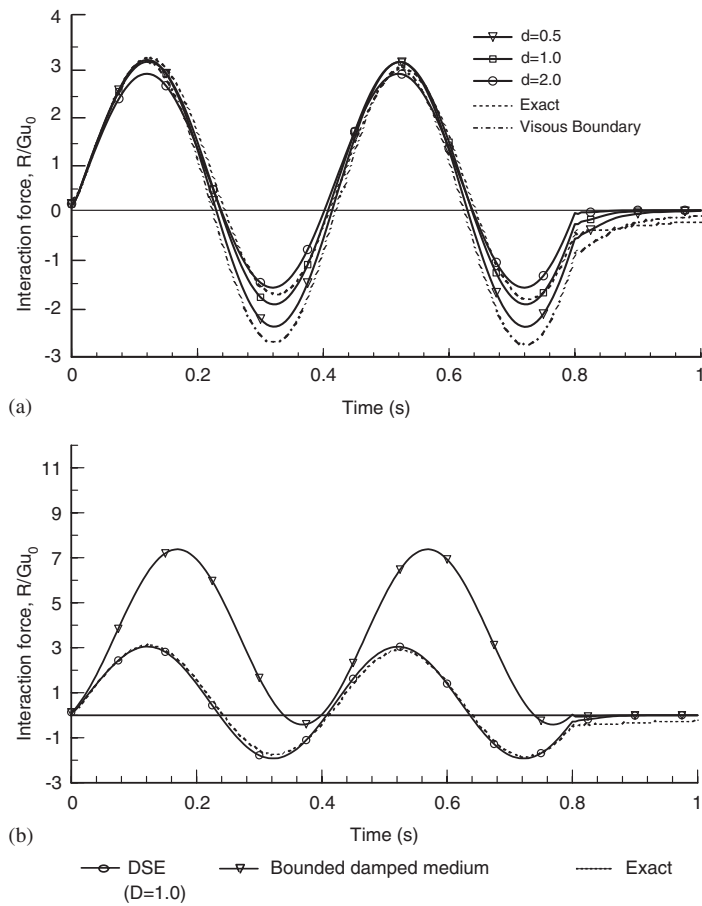 4
3
2
1
0
-1
-2
-3
Interaction force, R/Gu0
d=0.5
d=1.0
d=2.0
Exact
Visous Boundary
0 0.2 0.4 0.6 0.8 1
(a)
Time (s)
11
9
7
5
3
1
-1
-3
Interaction force, R/Gu0
0 0.2 0.4 0.6 0.8 1
(b)
Time (s)
DSE Bounded damped medium Exact
(D=1.0)